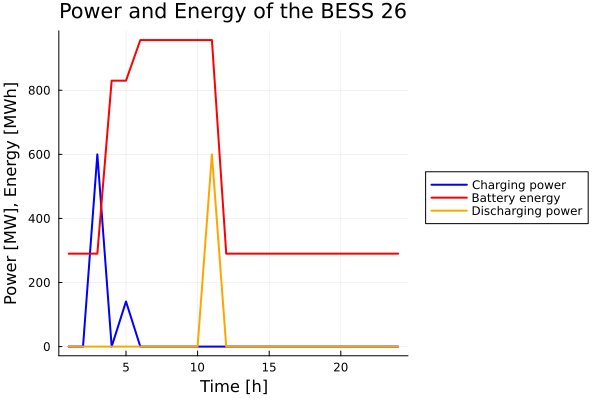 Power and Energy of the BESS 26
Power [MW], Energy [MWh]
800
600
400
200
0
5
10
15
20
Time [h]
Charging power
Battery energy
Discharging power